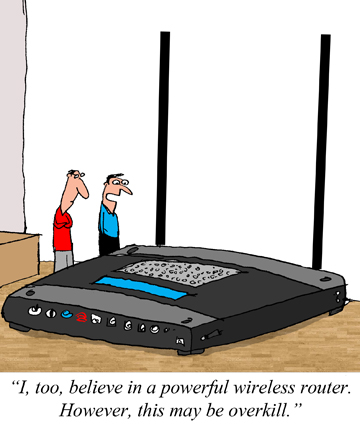 “I, too, believe in a powerful wireless router.
However, this may be overkill.”